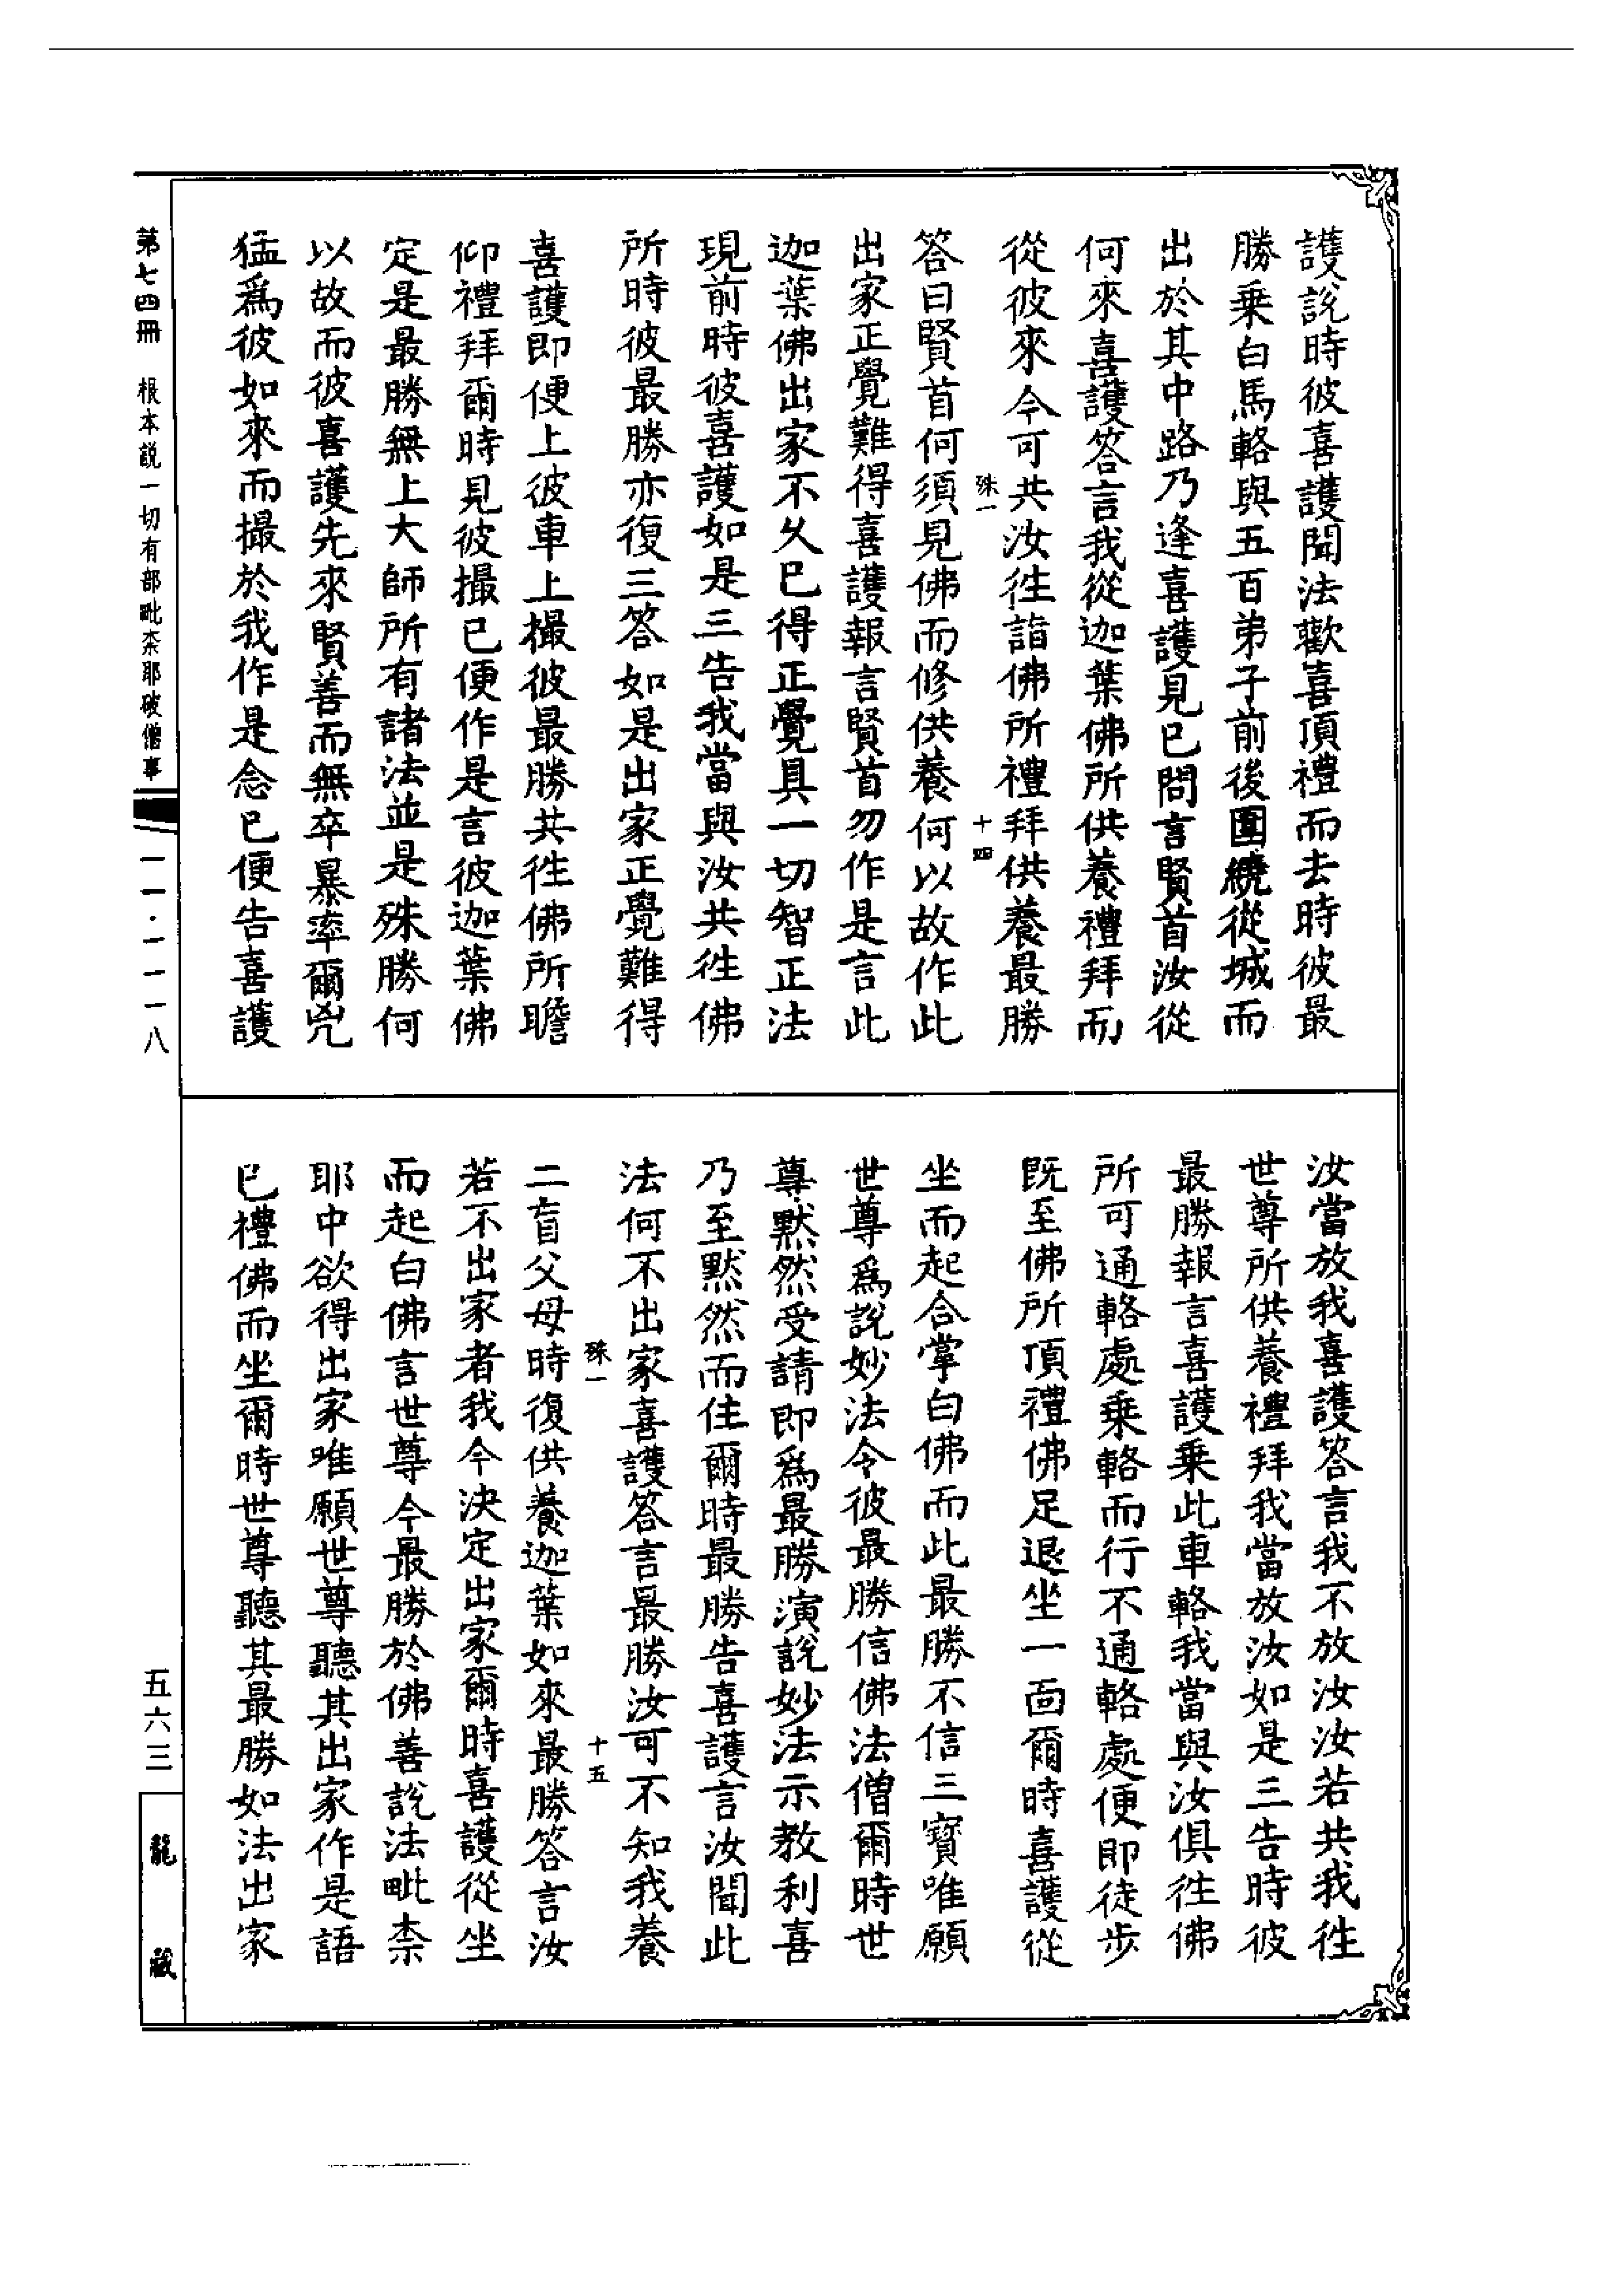 護說時彼喜護聞法歡喜頂禮而去時彼最
勝乗白馬輅與五百弟子前後圍繞從城而
出於其中路乃逢喜護見已問言賢首汝從
何來喜護答言我從迦葉佛所供養禮拜而
從彼來今可共汝徃詣佛所禮拜供養最勝
殊一
十四
答曰賢首何須見佛而修供養何以故作此
出家正覺難得喜護報言賢首勿作是言此
迦葉佛出家不久已得正覺具一切智正法
現前時彼喜護如是三告我當與汝共徃佛
所時彼最勝亦復三答如是出家正覺難得
喜護即便上彼車上撮彼最勝共徃佛所瞻
仰禮拜爾時見彼撮已便作是言彼迦葉佛
定是最勝無上大師所有諸法並是殊勝何
以故而彼喜護先來賢善而無卒暴率爾兇
猛爲彼如來而撮於我作是念已便告喜護
汝當放我喜護答言我不放汝汝若共我徃
世尊所供養禮拜我當放汝如是三告時彼
最勝報言喜護乗此車輅我當與汝俱徃佛
所可通輅處乗輅而行不通輅處便即徒步
既至佛所頂禮佛足退坐一面爾時喜護從
坐而起合掌白佛而此最勝不信三寳唯願
世尊爲說妙法令彼最勝信佛法僧爾時世
尊黙然受請即爲最勝演說妙法示教利喜
乃至黙然而住爾時最勝告喜護言汝聞此
法何不出家喜護答言最勝汝可不知我養
殊一
十五
二盲父母時復供養迦葉如來最勝答言汝
若不出家者我今決定出家爾時喜護從坐
而起白佛言世尊今最勝於佛善說法毗柰
耶中欲得出家唯願世尊聽其出家作是語
已禮佛而坐爾時世尊聽其最勝如法出家
第七四冊　根本説一切有部毗柰耶破僧事
一一·一一一八
五六三
龍藏